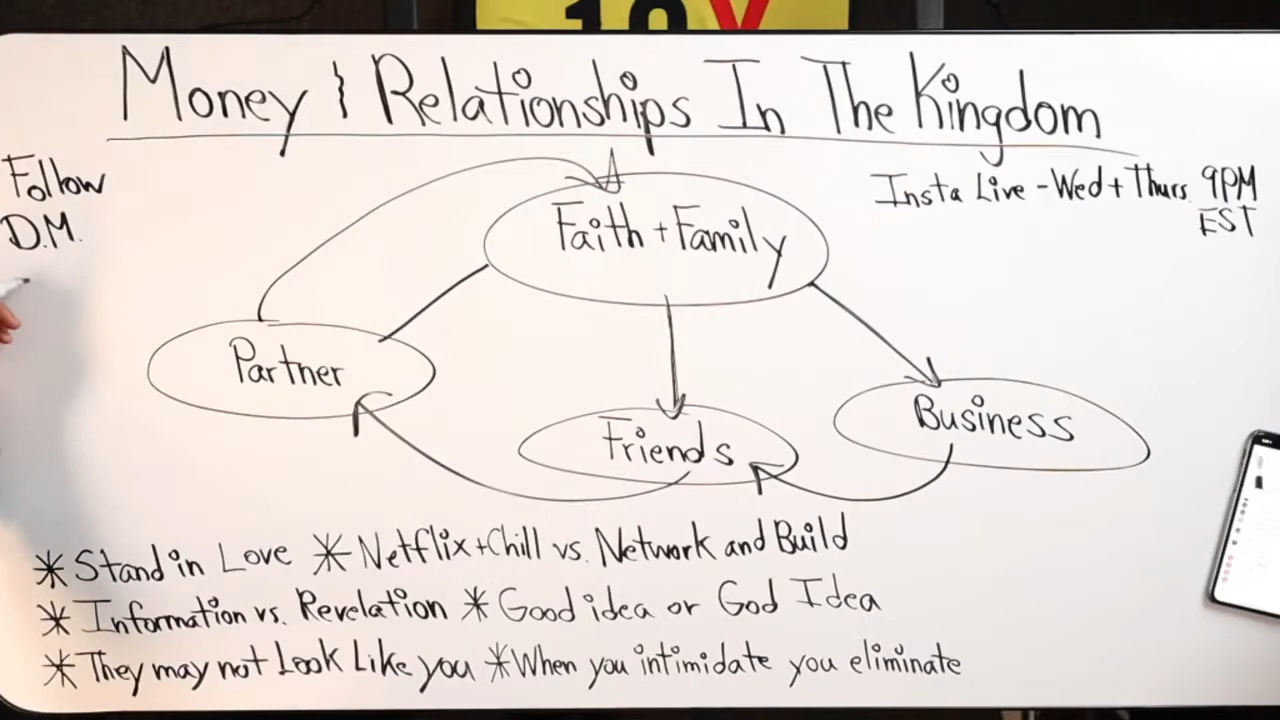 10X
Money & Relationships In The Kingdom
Follow
D.M.
Insta Live - Wed + Thurs. 9PM
EST
Faith + Family
Partner
Friends
Business
* Stand in Love * Netflix + Chill vs. Network and Build
* Information vs. Revelation * Good idea or God Idea
* They may not Look Like you * When you intimidate you eliminate